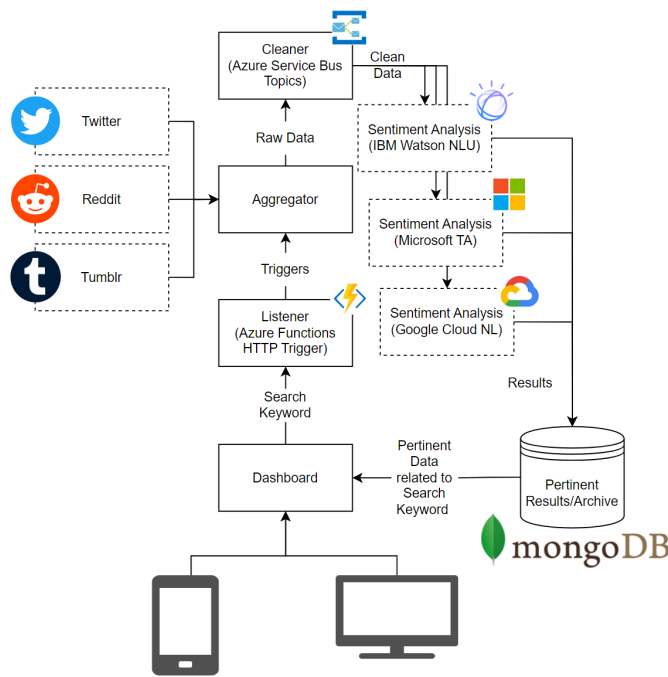 Cleaner
(Azure Service Bus
Topics)
Clean
Data
Twitter
Raw Data
Sentiment Analysis
(IBM Watson NLU)
Reddit
Aggregator
Sentiment Analysis
(Microsoft TA)
Tumblr
Triggers
Listener
(Azure Functions
HTTP Trigger)
Sentiment Analysis
(Google Cloud NL)
Results
Search
Keyword
Dashboard
Pertinent
Data
related to
Search
Keyword
Pertinent
Results/Archive
mongoDB